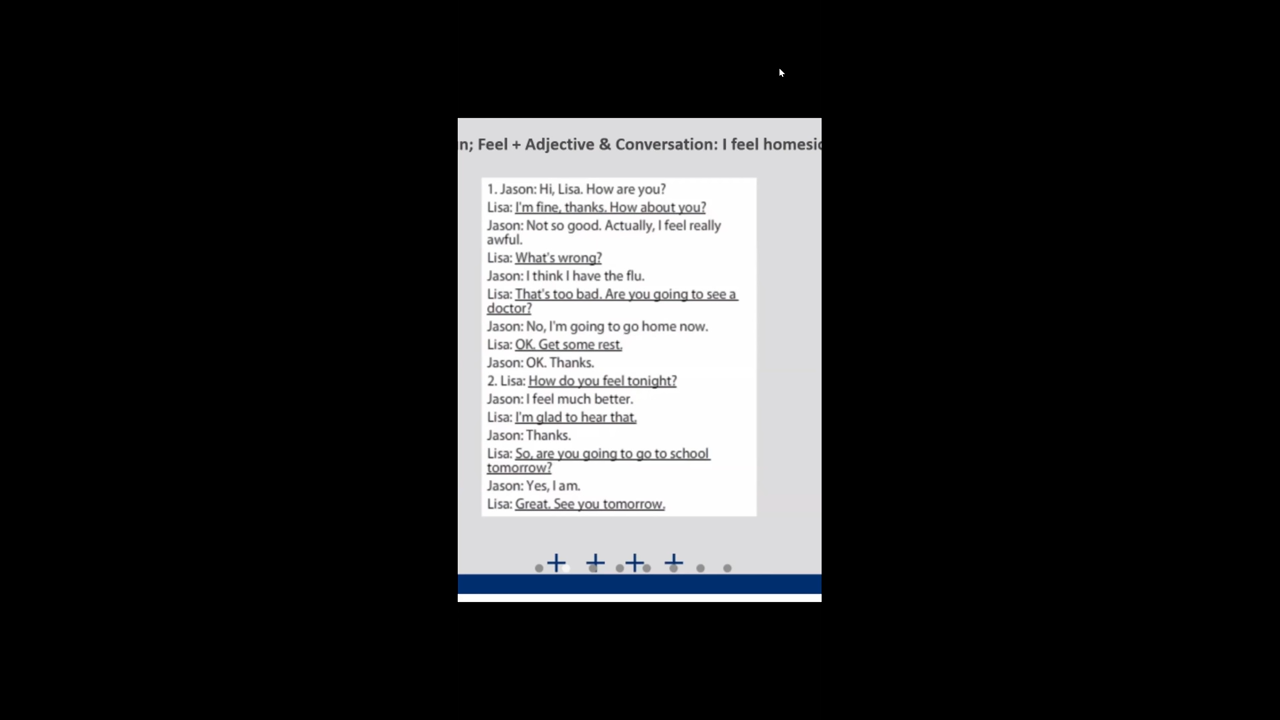 n; Feel + Adjective & Conversation: I feel homesic
1. Jason: Hi, Lisa. How are you?
Lisa: I'm fine, thanks. How about you?
Jason: Not so good. Actually, I feel really
awful.
Lisa: What's wrong?
Jason: I think I have the flu.
Lisa: That's too bad. Are you going to see a
doctor?
Jason: No, I'm going to go home now.
Lisa: OK. Get some rest.
Jason: OK. Thanks.
2. Lisa: How do you feel tonight?
Jason: I feel much better.
Lisa: I'm glad to hear that.
Jason: Thanks.
Lisa: So, are you going to go to school
tomorrow?
Jason: Yes, I am.
Lisa: Great. See you tomorrow.